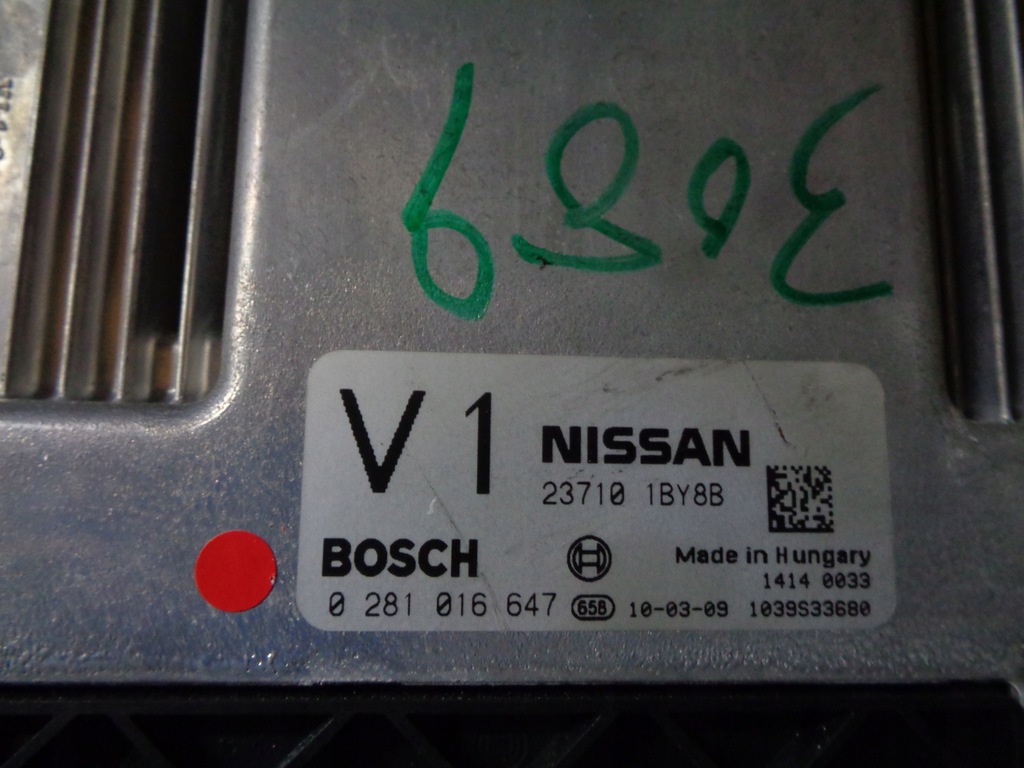 V1
NISSAN
23710 1BY8B
BOSCH
Made in Hungary
1414 0033
0 281 016 647 658 10-03-09 1039S33680